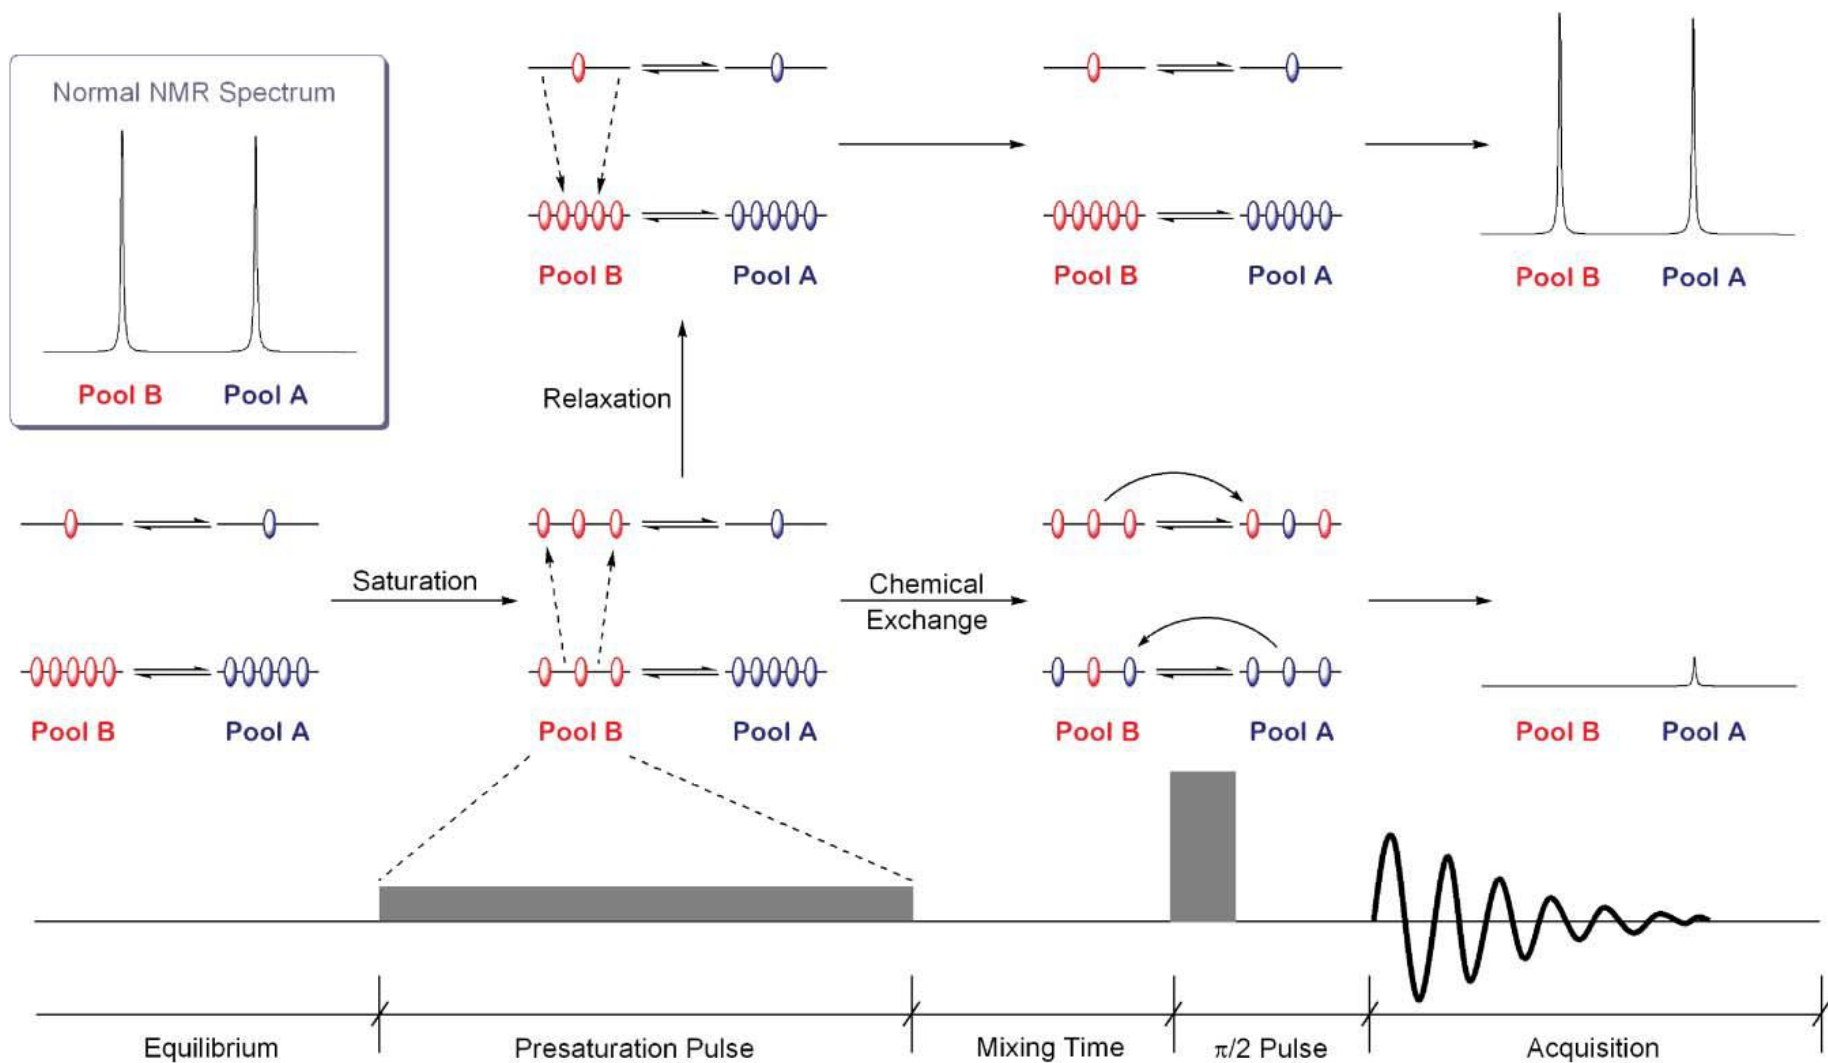 Normal NMR Spectrum
Pool B
Pool A
Pool B
Pool A
Pool B
Pool A
Pool B
Pool A
Relaxation
Saturation
Chemical
Exchange
Pool B
Pool A
Pool B
Pool A
Pool B
Pool A
Pool B
Pool A
Equilibrium
Presaturation Pulse
Mixing Time
π/2 Pulse
Acquisition